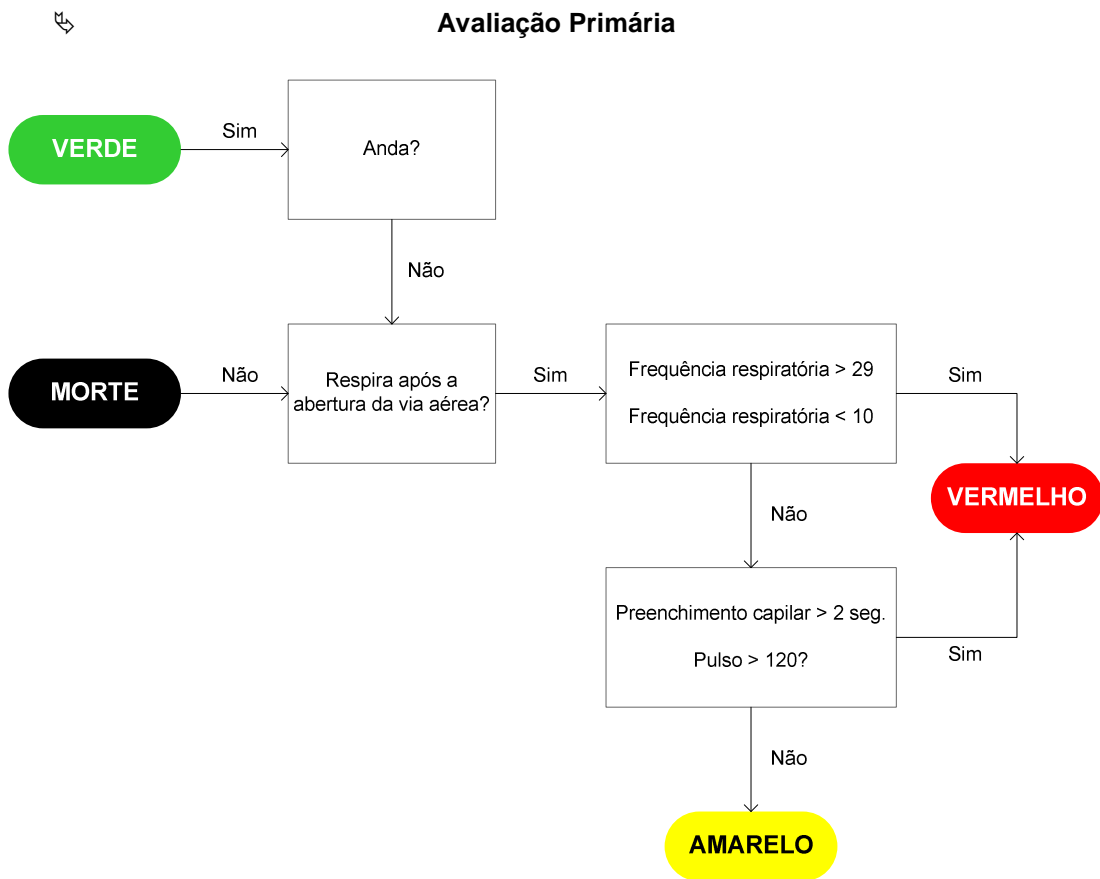 Avaliação Primária
VERDE
Sim
Anda?
Não
MORTE
Não
Respira após a
abertura da via aérea?
Sim
Frequência respiratória > 29
Frequência respiratória < 10
Sim
VERMELHO
Não
Preenchimento capilar > 2 seg.
Pulso > 120?
Sim
Não
AMARELO